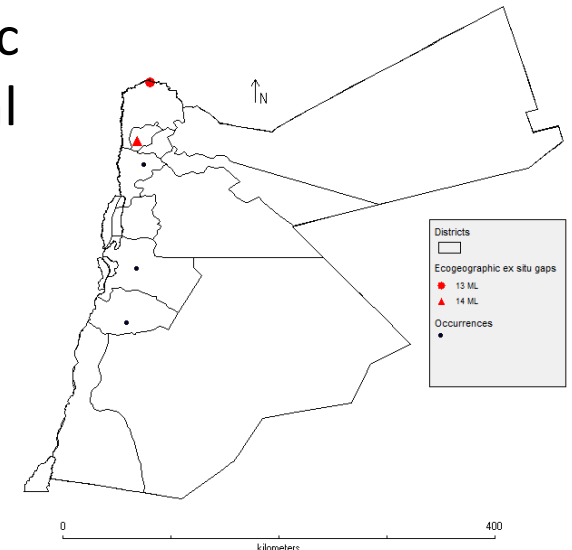 c
l
N
Districts
Ecogeographic ex situ gaps
13 ML
14 ML
Occurrences
0 400
kilometers